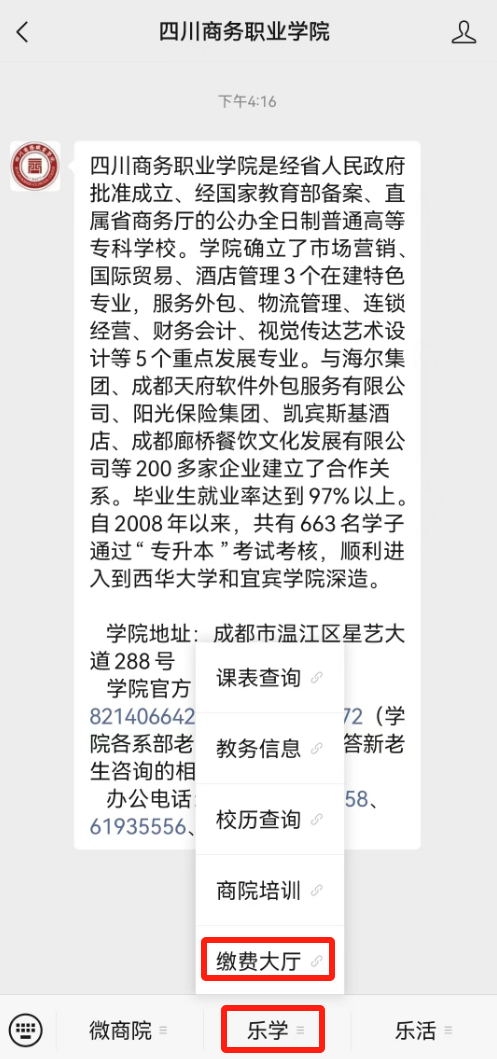 四川商务职业学院
下午4:16
四川商务职业学院是经省人民政府
批准成立、经国家教育部备案、直
属省商务厅的公办全日制普通高等
专科学校。学院确立了市场营销、
国际贸易、酒店管理3个在建特色
专业，服务外包、物流管理、连锁
经营、财务会计、视觉传达艺术设
计等5个重点发展专业。与海尔集
团、成都天府软件外包服务有限公
司、阳光保险集团、凯宾斯基酒
店、成都廊桥餐饮文化发展有限公
司等200多家企业建立了合作关
系。毕业生就业率达到97%以上。
自2008年以来，共有663名学子
通过“专升本”考试考核，顺利进
入到西华大学和宜宾学院深造。
学院地址：成都市温江区星艺大
道288号
学院官方
82140664272（学
院各系部老答新老
生咨询的相
办公电话58、
61935556、
课表查询
教务信息
校历查询
商院培训
缴费大厅
微商院
乐学
乐活